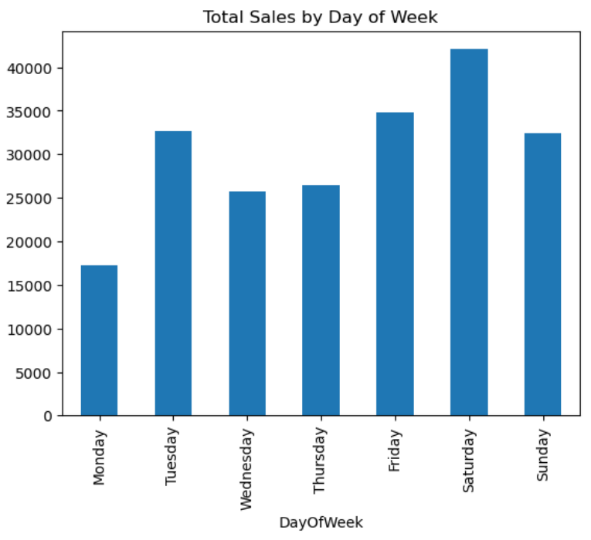 Total Sales by Day of Week
40000
35000
30000
25000
20000
15000
10000
5000
0
Monday
Tuesday
Wednesday
Thursday
Friday
Saturday
Sunday
DayOfWeek